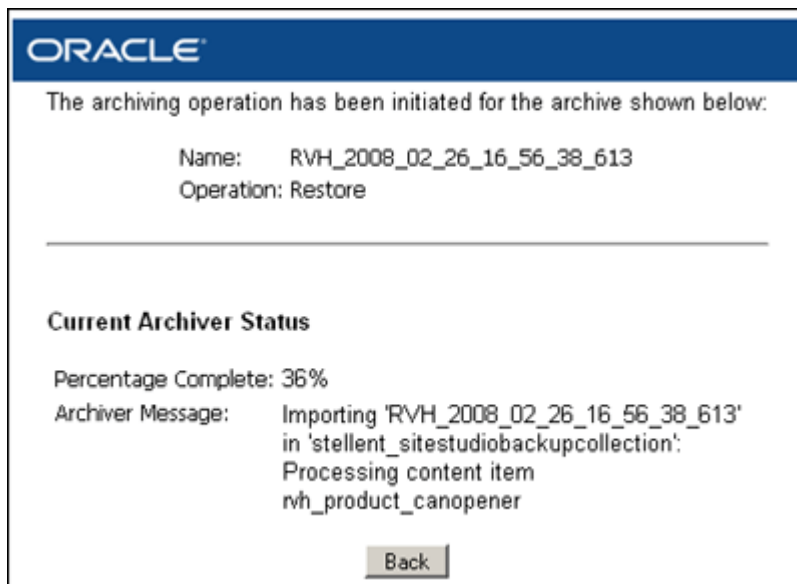 ORACLE
The archiving operation has been initiated for the archive shown below:
Name: RVH_2008_02_26_16_56_38_613
Operation: Restore
Current Archiver Status
Percentage Complete: 36%
Archiver Message: Importing 'RVH_2008_02_26_16_56_38_613'
in 'stellent_sitestudiobackupcollection':
Processing content item
rvh_product_canopener
Back